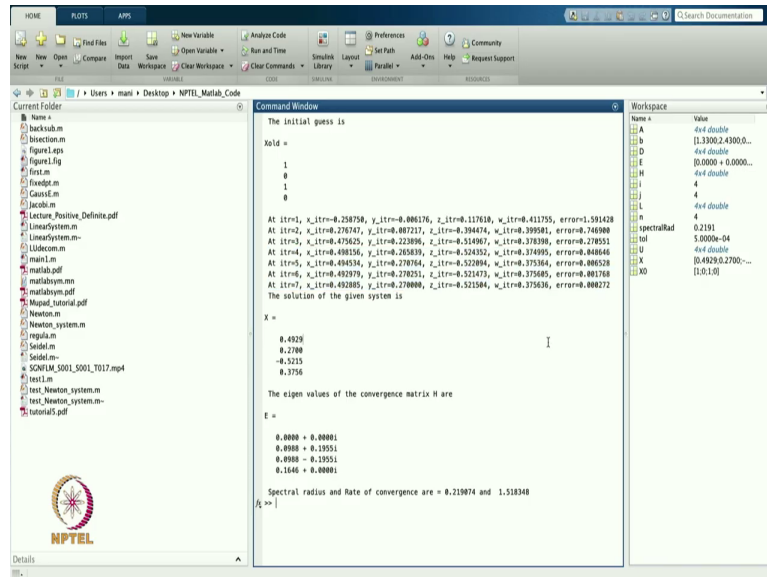 HOME PLOTS APPS
Search Documentation
New Script
New
Open
Find Files
Compare
Import Data
Save Workspace
New Variable
Open Variable
Clear Workspace
Analyze Code
Run and Time
Clear Commands
Simulink Library
Layout
Preferences
Set Path
Parallel
Add-Ons
Help
Community
Request Support
FILE VARIABLE CODE SIMULINK ENVIRONMENT RESOURCES
/ Users mani Desktop NPTEL_Matlab_Code
Current Folder
Name
backsub.m
bisection.m
figure1.eps
figure1.fig
first.m
fixedpt.m
GaussE.m
Jacobi.m
Lecture_Positive_Definite.pdf
LinearSystem.m
LinearSystem.m~
LUdecom.m
main1.m
matlab.pdf
matlabsym.mn
matlabsym.pdf
Mupad_tutorial.pdf
Newton.m
Newton_system.m
regula.m
Seidel.m
Seidel.m~
SGNFLM_S001_S001_T017.mp4
test1.m
test_Newton_system.m
test_Newton_system.m~
tutorial5.pdf
NPTEL
Details
Command Window
The initial guess is
Xold =
1
0
1
0
At itr=1, x_itr=-0.258750, y_itr=-0.006176, z_itr=0.117610, w_itr=0.411755, error=1.591428
At itr=2, x_itr=0.276747, y_itr=0.087217, z_itr=-0.394474, w_itr=0.399501, error=0.746900
At itr=3, x_itr=0.475625, y_itr=0.223896, z_itr=-0.514967, w_itr=0.378398, error=0.270551
At itr=4, x_itr=0.498156, y_itr=0.265839, z_itr=-0.524352, w_itr=0.374995, error=0.048646
At itr=5, x_itr=0.494534, y_itr=0.270764, z_itr=-0.522094, w_itr=0.375364, error=0.006528
At itr=6, x_itr=0.492979, y_itr=0.270251, z_itr=-0.521473, w_itr=0.375605, error=0.001768
At itr=7, x_itr=0.492885, y_itr=0.270000, z_itr=-0.521504, w_itr=0.375636, error=0.000272
The solution of the given system is
X =
0.4929
0.2700
-0.5215
0.3756
The eigen values of the convergence matrix H are
E =
0.0000 + 0.0000i
0.0988 + 0.1955i
0.0988 - 0.1955i
0.1646 + 0.0000i
Spectral radius and Rate of convergence are = 0.219074 and 1.518348
fx >>
Workspace
Name Value
A 4x4 double
b [1.3300;2.4300;0...
D 4x4 double
E [0.0000 + 0.0000...
H 4x4 double
i 4
j 4
L 4x4 double
n 4
spectralRad 0.2191
tol 5.0000e-04
U 4x4 double
X [0.4929;0.2700;-...
X0 [1;0;1;0]